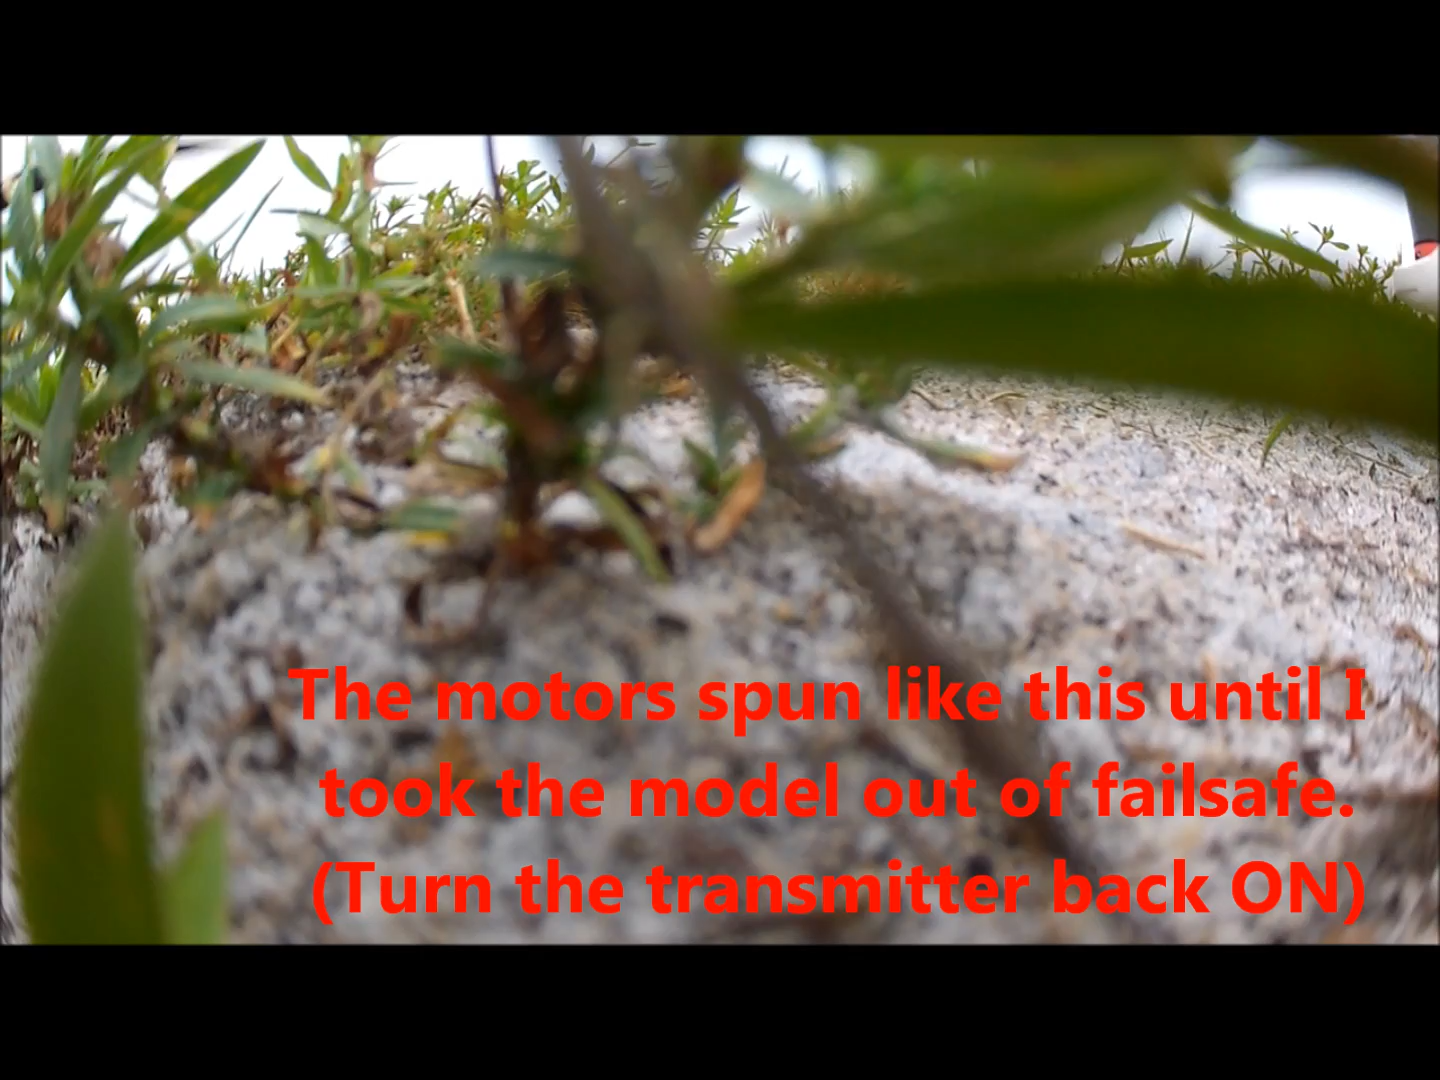 The motors spun like this until I
took the model out of failsafe.
(Turn the transmitter back ON)